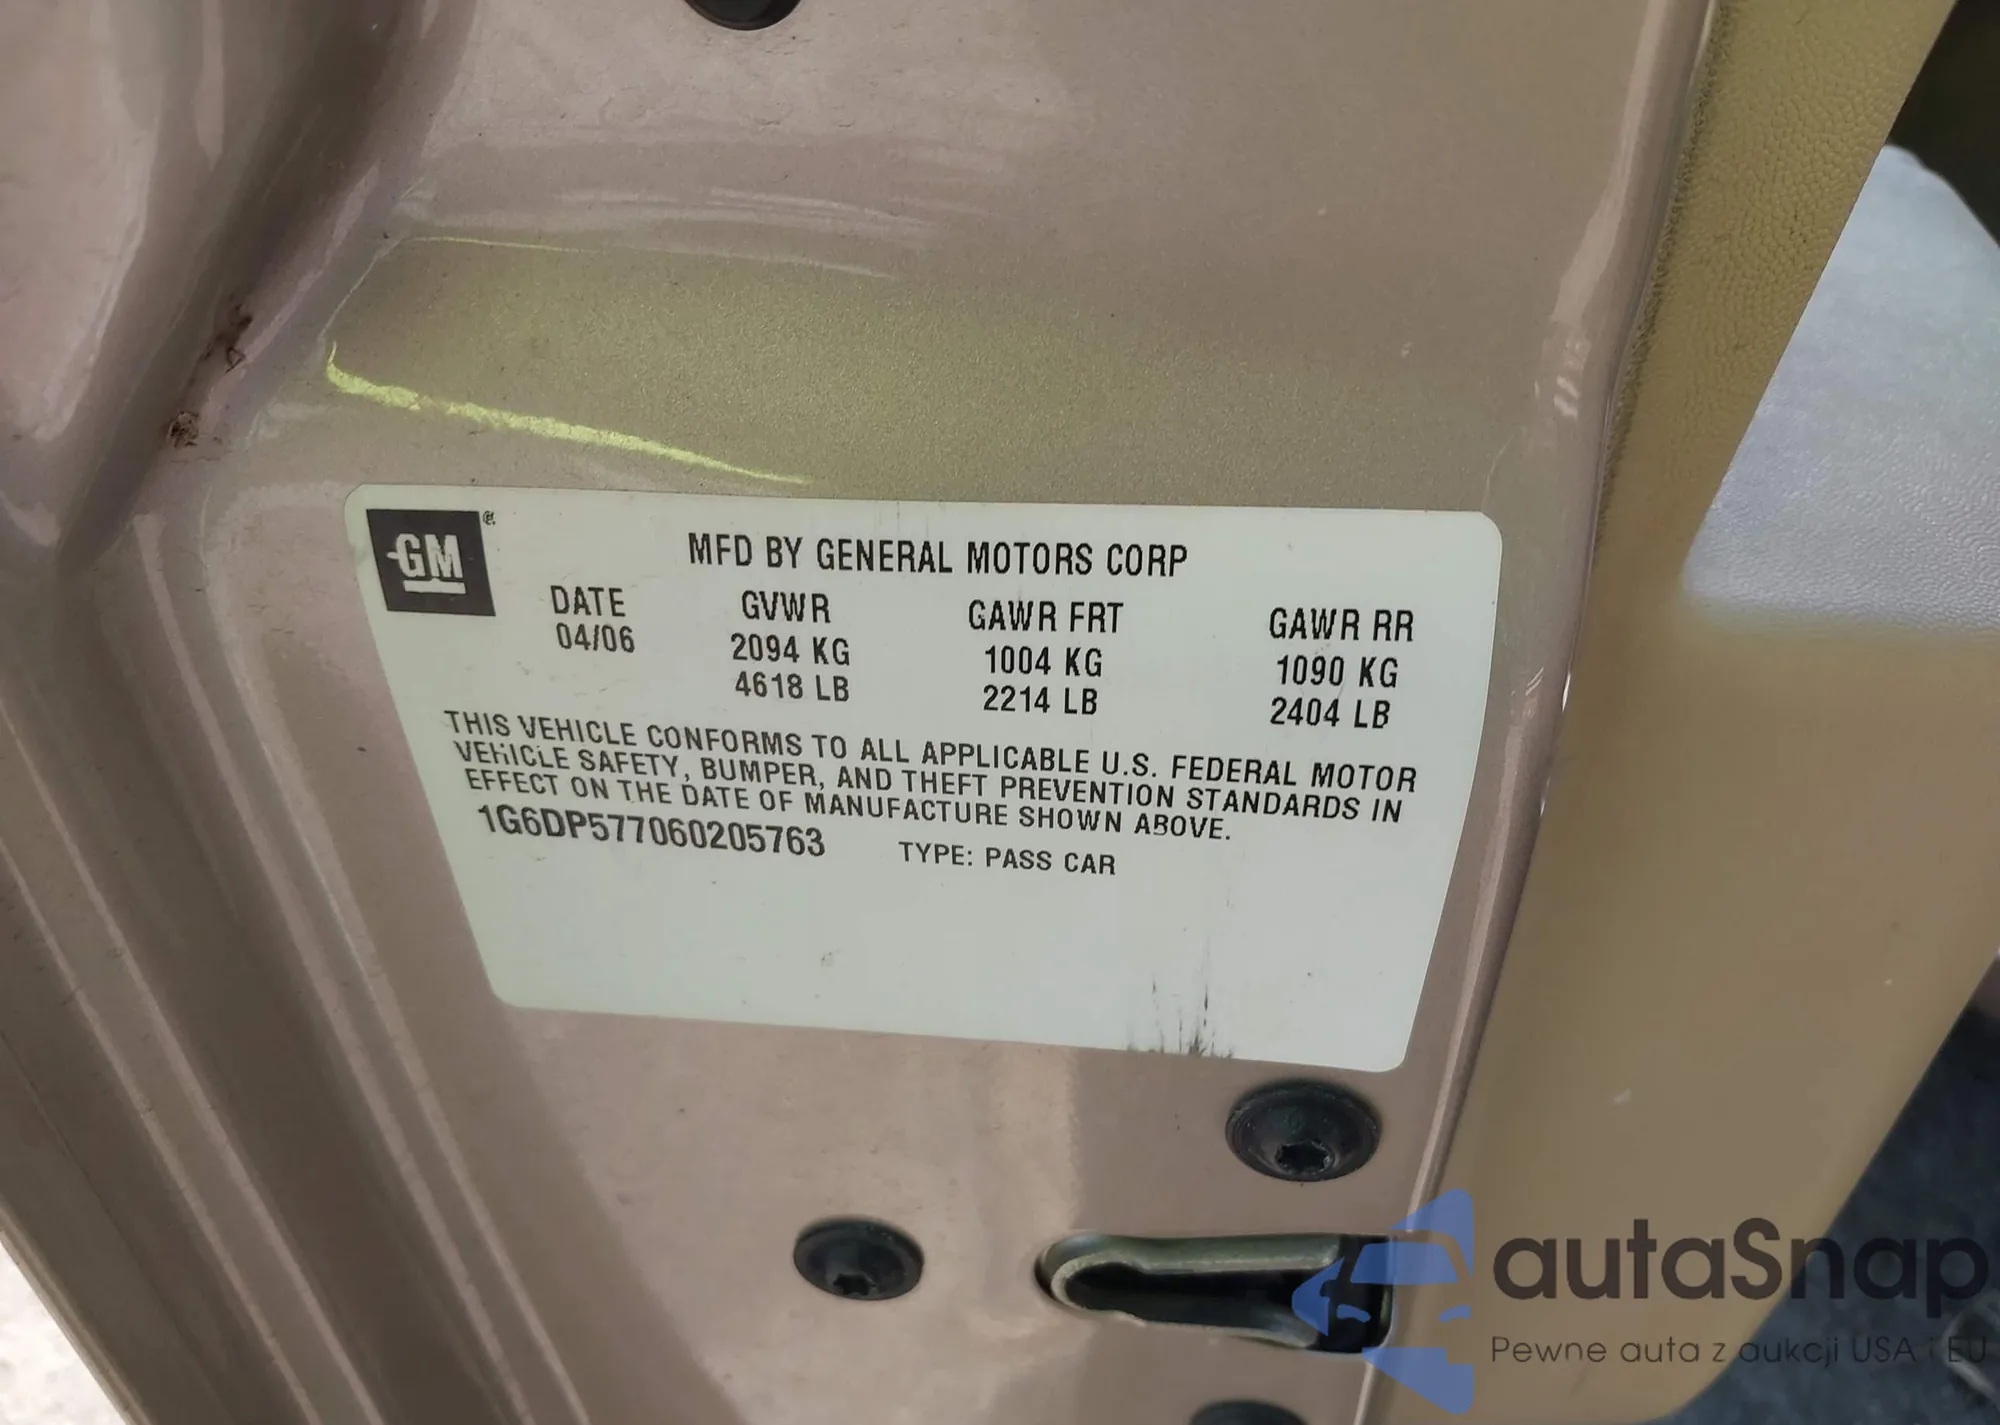 GM
MFD BY GENERAL MOTORS CORP
DATE GVWR GAWR FRT GAWR RR
04/06 2094 KG 1004 KG 1090 KG
4618 LB 2214 LB 2404 LB
THIS VEHICLE CONFORMS TO ALL APPLICABLE U.S. FEDERAL MOTOR
VEHICLE SAFETY, BUMPER, AND THEFT PREVENTION STANDARDS IN
EFFECT ON THE DATE OF MANUFACTURE SHOWN ABOVE.
1G6DP577060205763 TYPE: PASS CAR
autaSnap
Pewne auta z aukcji USA i EU